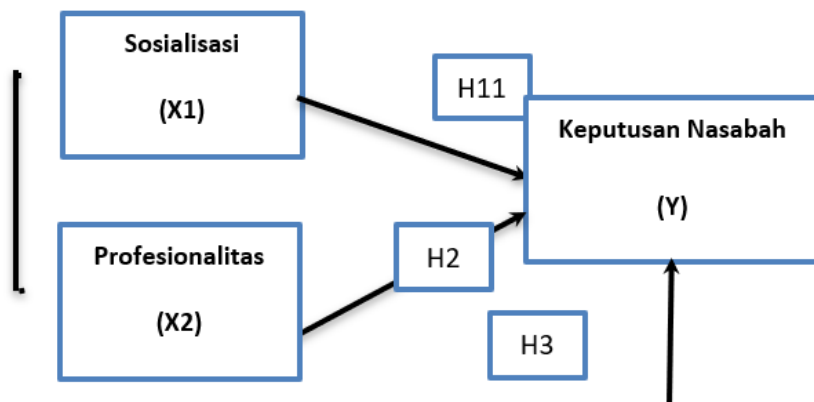 Sosialisasi
(X1)
H11
Keputusan Nasabah
(Y)
Profesionalitas
(X2)
H2
H3